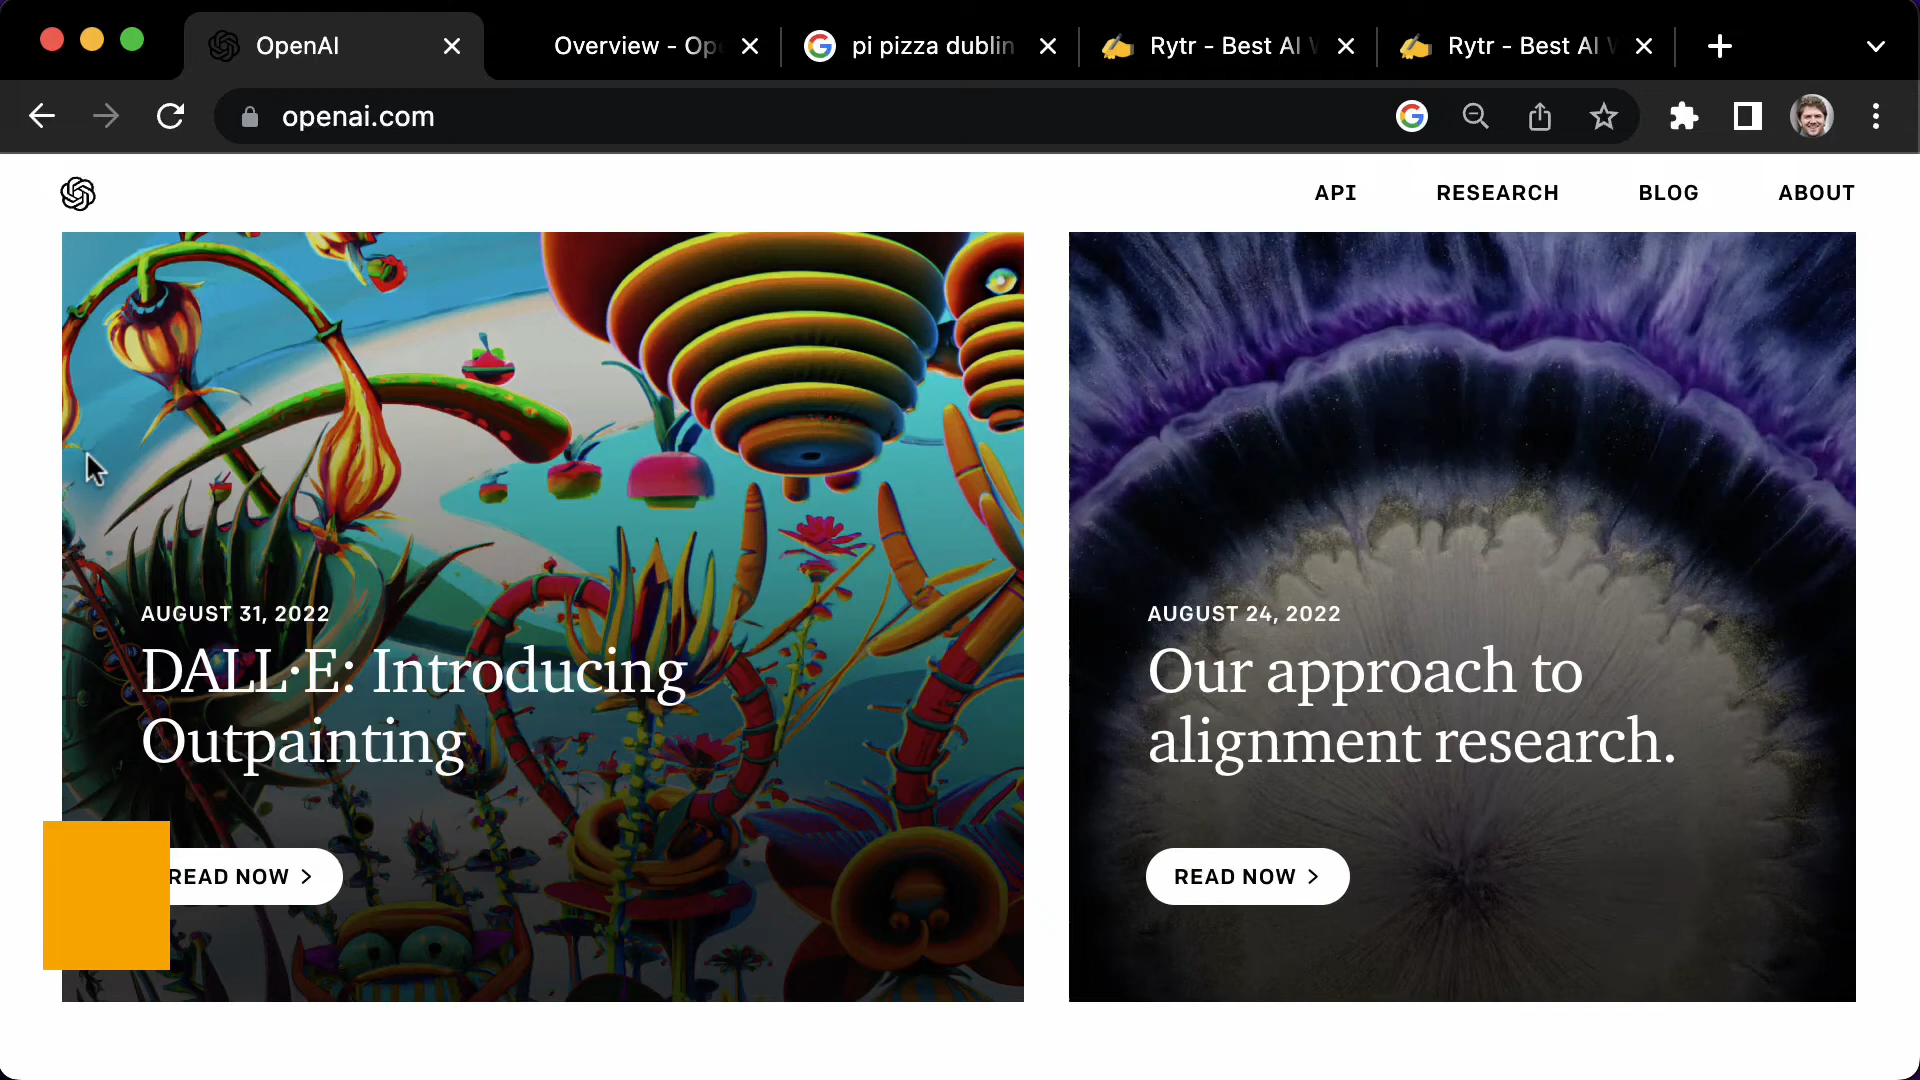 OpenAI
Overview - Op
pi pizza dublin
Rytr - Best AI
Rytr - Best AI
openai.com
API RESEARCH BLOG ABOUT
AUGUST 31, 2022
DALL·E: Introducing
Outpainting
READ NOW >
AUGUST 24, 2022
Our approach to
alignment research.
READ NOW >